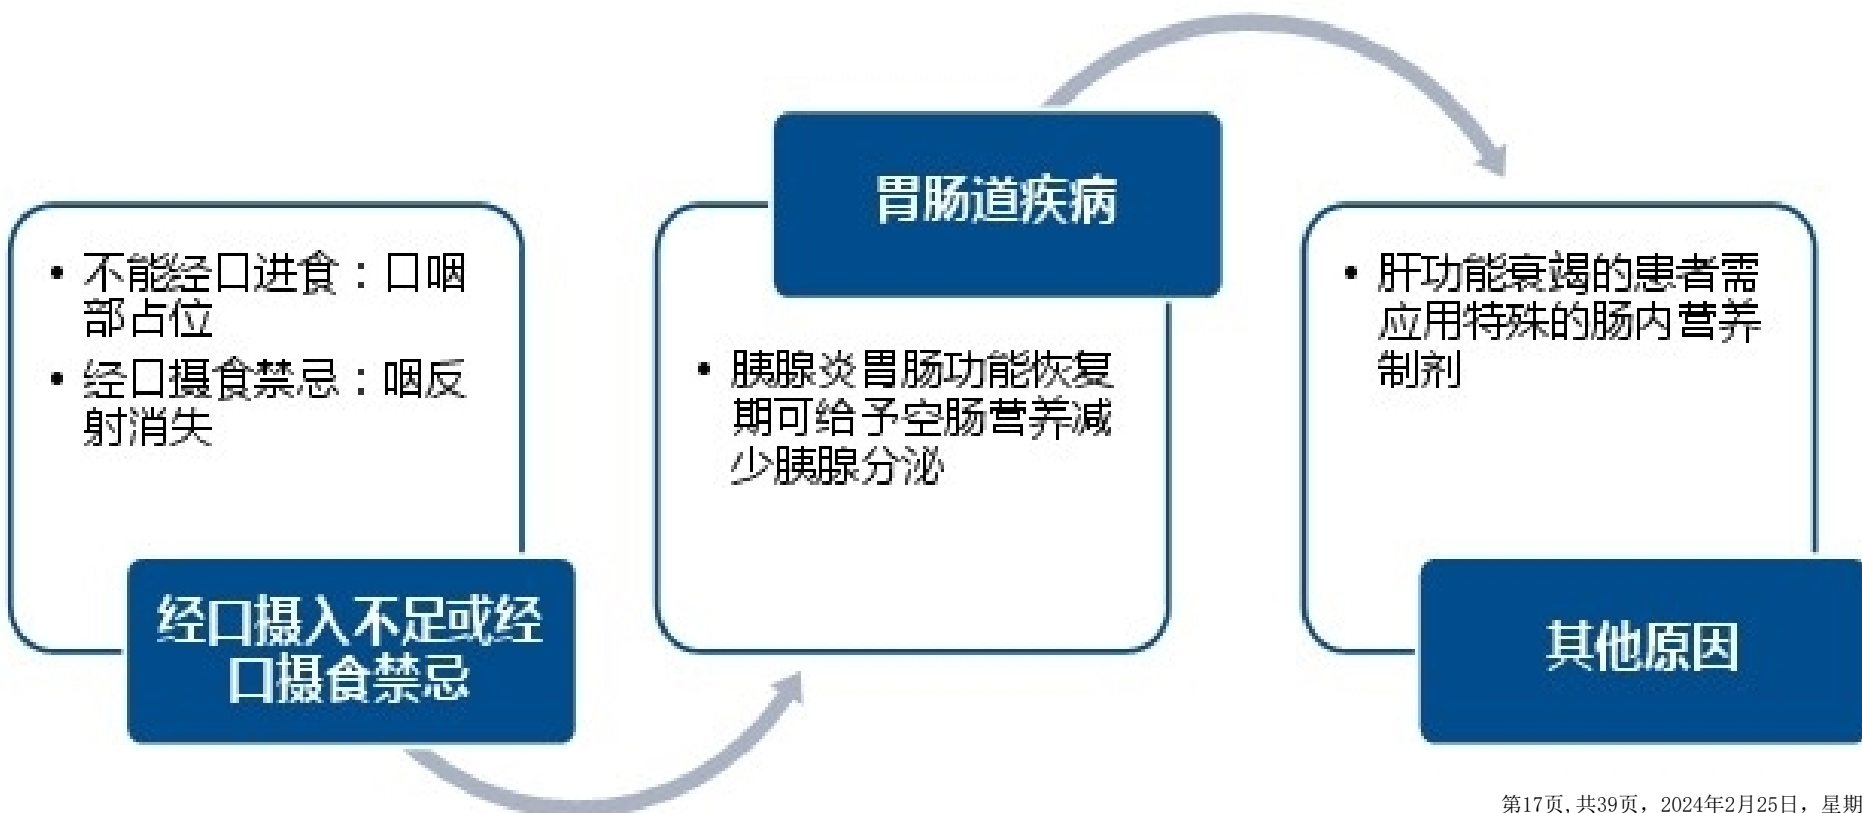 • 不能经口进食：口咽
部占位
• 经口摄食禁忌：咽反
射消失
经口摄入不足或经
口摄食禁忌
胃肠道疾病
• 胰腺炎胃肠功能恢复
期可给予空肠营养减
少胰腺分泌
• 肝功能衰竭的患者需
应用特殊的肠内营养
制剂
其他原因
第17页,共39页，2024年2月25日，星期